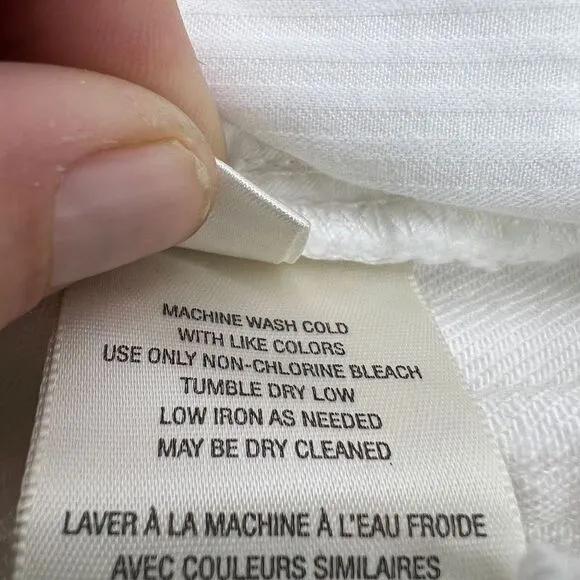 MACHINE WASH COLD
WITH LIKE COLORS
USE ONLY NON-CHLORINE BLEACH
TUMBLE DRY LOW
LOW IRON AS NEEDED
MAY BE DRY CLEANED
LAVER À LA MACHINE À L'EAU FROIDE
AVEC COULEURS SIMILAIRES